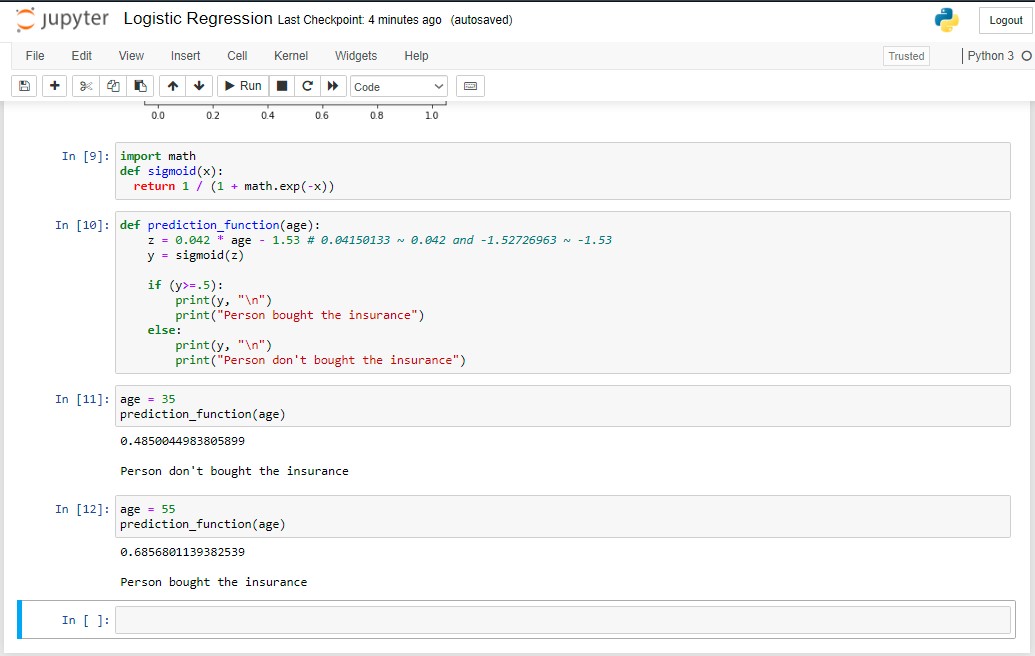 jupyter Logistic Regression Last Checkpoint: 4 minutes ago (autosaved) Logout
File Edit View Insert Cell Kernel Widgets Help Trusted Python 3
Run Code
0.0 0.2 0.4 0.6 0.8 1.0
In [9]: import math
def sigmoid(x):
  return 1 / (1 + math.exp(-x))
In [10]: def prediction_function(age):
    z = 0.042 * age - 1.53 # 0.04150133 ~ 0.042 and -1.52726963 ~ -1.53
    y = sigmoid(z)
    if (y>=.5):
        print(y, "\n")
        print("Person bought the insurance")
    else:
        print(y, "\n")
        print("Person don't bought the insurance")
In [11]: age = 35
prediction_function(age)
0.4850044983805899
Person don't bought the insurance
In [12]: age = 55
prediction_function(age)
0.6856801139382539
Person bought the insurance
In [ ]: